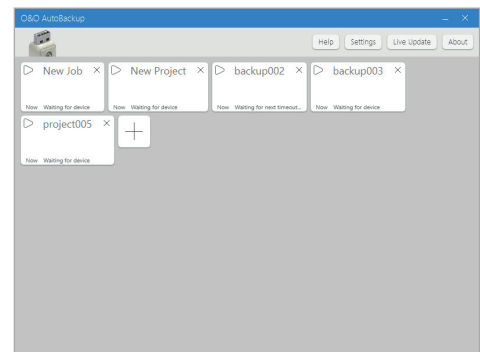 O&O AutoBackup
Help Settings Live Update About
New Job New Project backup002 backup003
Now Waiting for device Now Waiting for device Now Waiting for next timeout... Now Waiting for device
project005
Now Waiting for device